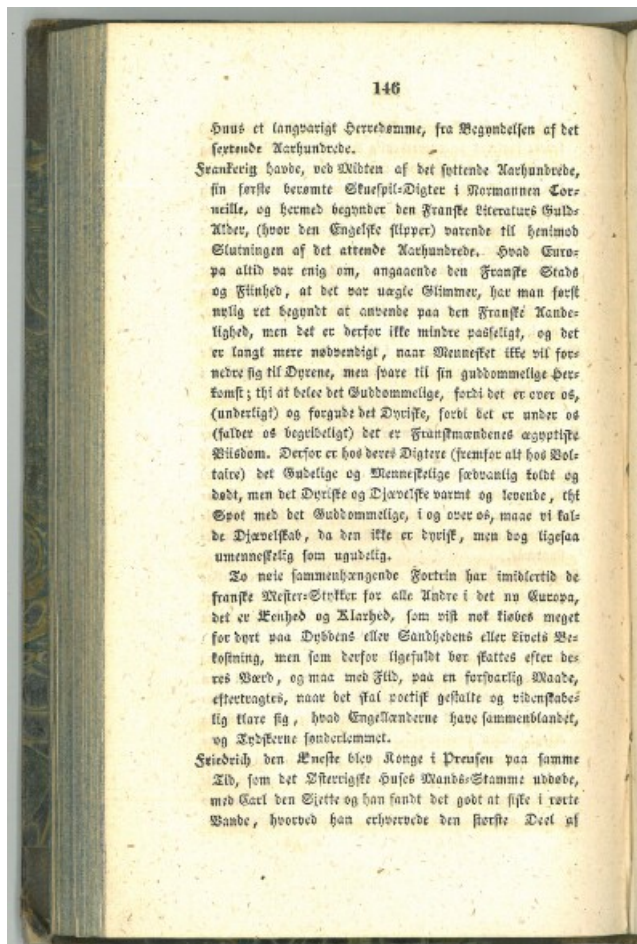 146
Huus et langvarigt Herredømme, fra Begyndelsen af det
sextende Aarhundrede.
Frankerig havde, ved Midten af det syttende Aarhundrede,
sin første berømte Skuespil-Digter i Normannen Cor-
neille, og hermed begynder den Franske Literaturs Guld-
Alder, (hvor den Engelske slipper) varende til henimod
Slutningen af det attende Aarhundrede. Hvad Euro-
pa altid var enig om, angaaende den Franske Stads
og Fiinhed, at det var uægte Glimmer, har man først
nylig ret begyndt at anvende paa den Franske Aande-
lighed, men det er derfor ikke mindre passeligt, og det
er langt mere nødvendigt, naar Mennesket ikke vil for-
nedre sig til Dyrene, men svare til sin guddommelige Her-
komst; thi at belee det Guddommelige, fordi det er over os,
(underligt) og forgude det Dyriske, fordi det er under os
(falder os begribeligt) det er Franskmændenes ægyptiske
Viisdom. Derfor er hos deres Digtere (fremfor alt hos Vol-
taire) det Gudelige og Menneskelige sædvanlig koldt og
dødt, men det Dyriske og Djævelske varmt og levende, thi
Spot med det Guddommelige, i og over os, maae vi kal-
de Djævelskab, da den ikke er dyrisk, men dog ligesaa
umenneskelig som ugudelig.
To nøie sammenhængende Fortrin har imidlertid de
franske Mester-Stykker for alle Andre i det ny Europa,
det er Eenhed og Klarhed, som vist nok kiøbes meget
for dyrt paa Dybdens eller Sandhedens eller Livets Be-
kostning, men som derfor ligefuldt bør skattes efter de-
res Værd, og maa med Flid, paa en forsvarlig Maade,
eftertragtes, naar det skal poetisk gestalte og videnskabe-
lig klare sig, hvad Engellænderne have sammenblandet,
og Tydskerne sønderlemmet.
Friedrich den Eneste blev Konge i Preusen paa samme
Tid, som det Østerrigske Huses Mands-Stamme uddøde,
med Carl den Sjette og han fandt det godt at fiske i rørte
Vande, hvorved han erhvervede den største Deel af